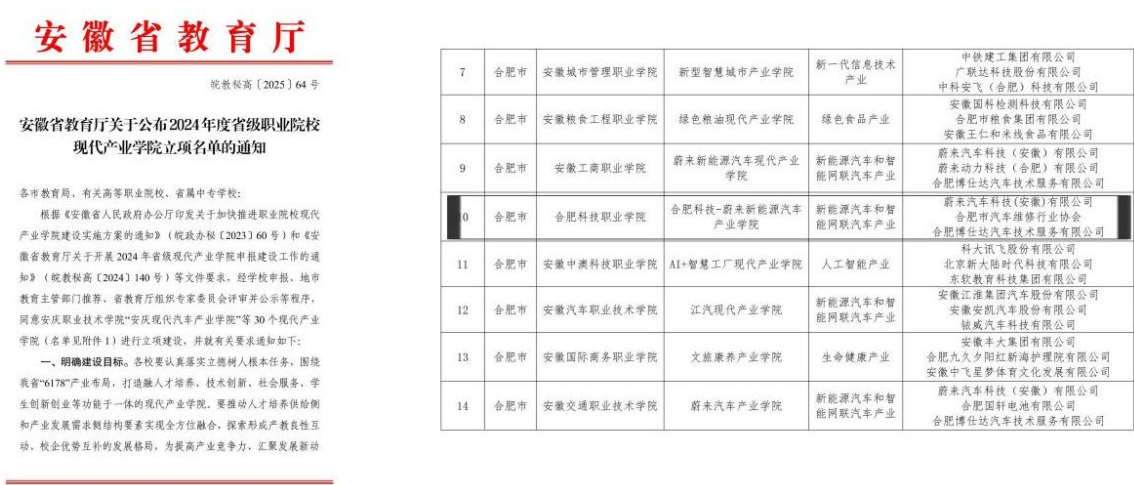 安徽省教育厅
皖教秘高〔2025〕64 号
安徽省教育厅关于公布2024年度省级职业院校
现代产业学院立项名单的通知
各市教育局、有关高等职业院校、省属中专学校：
根据《安徽省人民政府办公厅印发关于加快推进职业院校现代
产业学院建设实施方案的通知》（皖政办秘〔2023〕60 号）和《安
徽省教育厅关于开展 2024 年省级现代产业学院申报建设工作的通
知》（皖教秘高〔2024〕140 号）等文件要求，经学校申报、地市
教育主管部门推荐、省教育厅组织专家委员会评审并公示等程序，
同意安庆职业技术学院“安庆现代汽车产业学院”等 30 个现代产业
学院（名单见附件 1）进行立项建设，并就有关要求通知如下：
一、明确建设目标。各校要认真落实立德树人根本任务，围绕
我省“6178”产业布局，打造融人才培养、技术创新、社会服务、学
生创新创业等功能于一体的现代产业学院。要推动人才培养供给侧
和产业发展需求侧结构要素实现全方位融合，探索形成产教良性互
动、校企优势互补的发展格局，为提高产业竞争力、汇聚发展新动
7 合肥市 安徽城市管理职业学院 新型智慧城市产业学院 新一代信息技术
产业
中铁建工集团有限公司
广联达科技股份有限公司
中科安飞（合肥）科技有限公司
8 合肥市 安徽粮食工程职业学院 绿色粮油现代产业学院 绿色食品产业
安徽国科检测科技有限公司
合肥市粮食集团有限公司
安徽王仁和米线食品有限公司
9 合肥市 安徽工商职业学院 蔚来新能源汽车现代产业
学院
新能源汽车和智
能网联汽车产业
蔚来汽车科技（安徽）有限公司
蔚来动力科技（合肥）有限公司
合肥博仕达汽车技术服务有限公司
10 合肥市 合肥科技职业学院 合肥科技-蔚来新能源汽车
产业学院
新能源汽车和智
能网联汽车产业
蔚来汽车科技(安徽)有限公司
合肥市汽车维修行业协会
合肥博仕达汽车技术服务有限公司
11 合肥市 安徽中澳科技职业学院 AI+智慧工厂现代产业学院 人工智能产业
科大讯飞股份有限公司
北京新大陆时代科技有限公司
东软教育科技集团有限公司
12 合肥市 安徽汽车职业技术学院 江汽现代产业学院 新能源汽车和智
能网联汽车产业
安徽江淮集团汽车股份有限公司
安徽安凯汽车股份有限公司
铉威汽车科技有限公司
13 合肥市 安徽国际商务职业学院 文旅康养产业学院 生命健康产业
安徽丰大集团有限公司
合肥九久夕阳红新海护理院有限公司
安徽中飞星梦体育文化发展有限公司
14 合肥市 安徽交通职业技术学院 蔚来汽车产业学院 新能源汽车和智
能网联汽车产业
蔚来汽车科技（安徽）有限公司
合肥国轩电池有限公司
合肥博仕达汽车技术服务有限公司